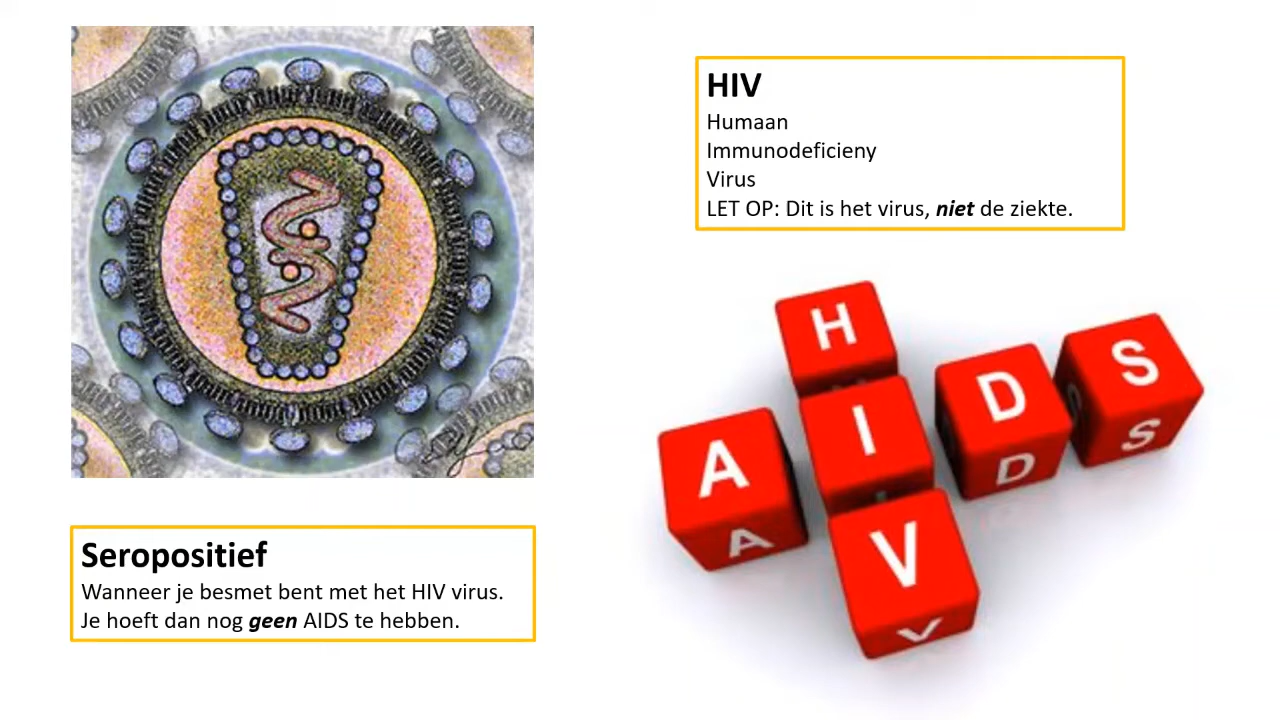 HIV
Humaan
Immunodeficieny
Virus
LET OP: Dit is het virus, niet de ziekte.
H
A I D S
A D S
V
V
Seropositief
Wanneer je besmet bent met het HIV virus.
Je hoeft dan nog geen AIDS te hebben.